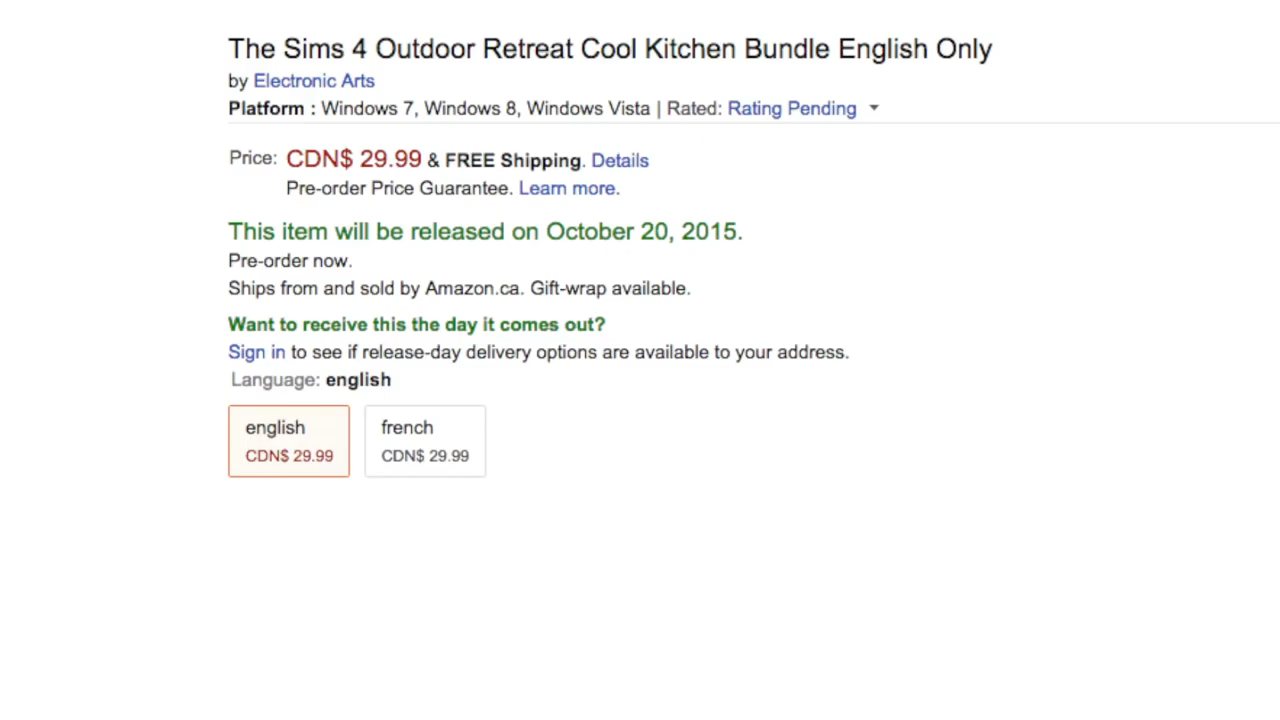 The Sims 4 Outdoor Retreat Cool Kitchen Bundle English Only
by Electronic Arts
Platform : Windows 7, Windows 8, Windows Vista | Rated: Rating Pending
Price: CDN$ 29.99 & FREE Shipping. Details
Pre-order Price Guarantee. Learn more.
This item will be released on October 20, 2015.
Pre-order now.
Ships from and sold by Amazon.ca. Gift-wrap available.
Want to receive this the day it comes out?
Sign in to see if release-day delivery options are available to your address.
Language: english
english french
CDN$ 29.99 CDN$ 29.99